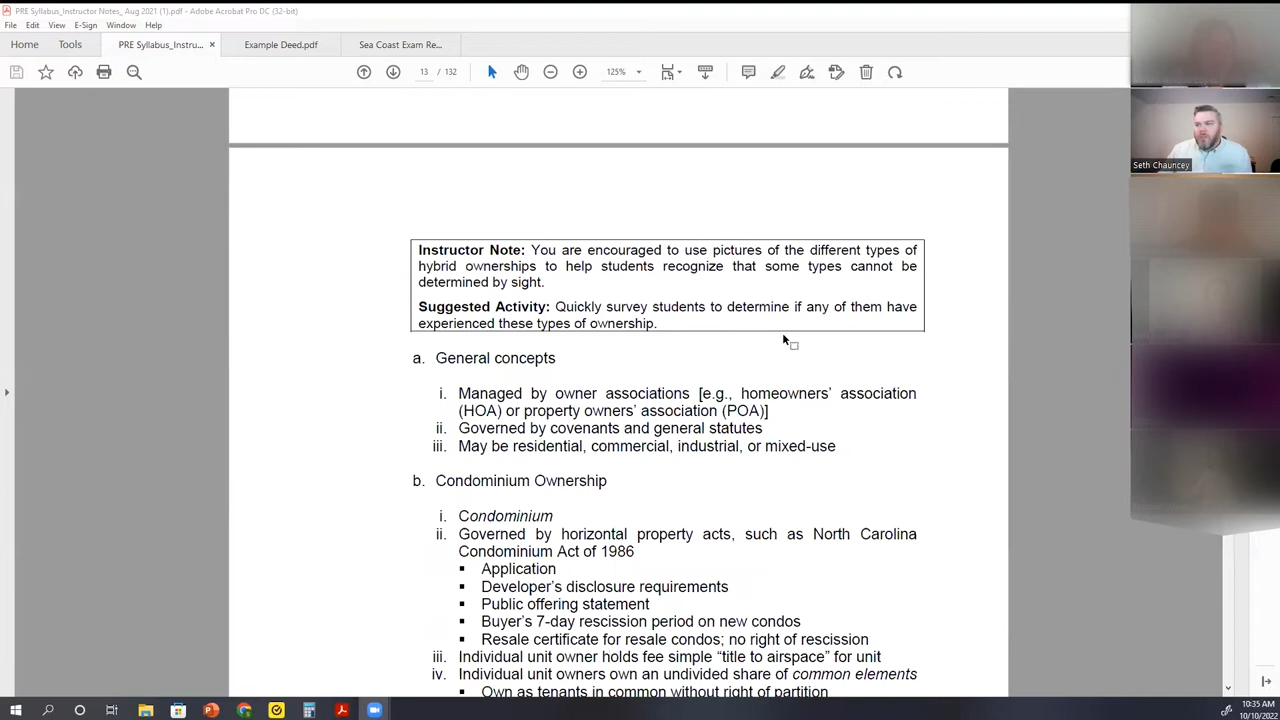 PRE Syllabus_Instructor Notes_ Aug 2021 (1).pdf - Adobe Acrobat Pro DC (32-bit)
File Edit View E-Sign Window Help
Home Tools PRE Syllabus_Instru... × Example Deed.pdf Sea Coast Exam Re...
13 / 132 125%
Instructor Note: You are encouraged to use pictures of the different types of
hybrid ownerships to help students recognize that some types cannot be
determined by sight.
Suggested Activity: Quickly survey students to determine if any of them have
experienced these types of ownership.
a. General concepts
i. Managed by owner associations [e.g., homeowners' association
(HOA) or property owners' association (POA)]
ii. Governed by covenants and general statutes
iii. May be residential, commercial, industrial, or mixed-use
b. Condominium Ownership
i. Condominium
ii. Governed by horizontal property acts, such as North Carolina
Condominium Act of 1986
▪ Application
▪ Developer's disclosure requirements
▪ Public offering statement
▪ Buyer's 7-day rescission period on new condos
▪ Resale certificate for resale condos; no right of rescission
iii. Individual unit owner holds fee simple “title to airspace” for unit
iv. Individual unit owners own an undivided share of common elements
▪ Own as tenants in common without right of partition
Seth Chauncey
10:35 AM
10/10/2022